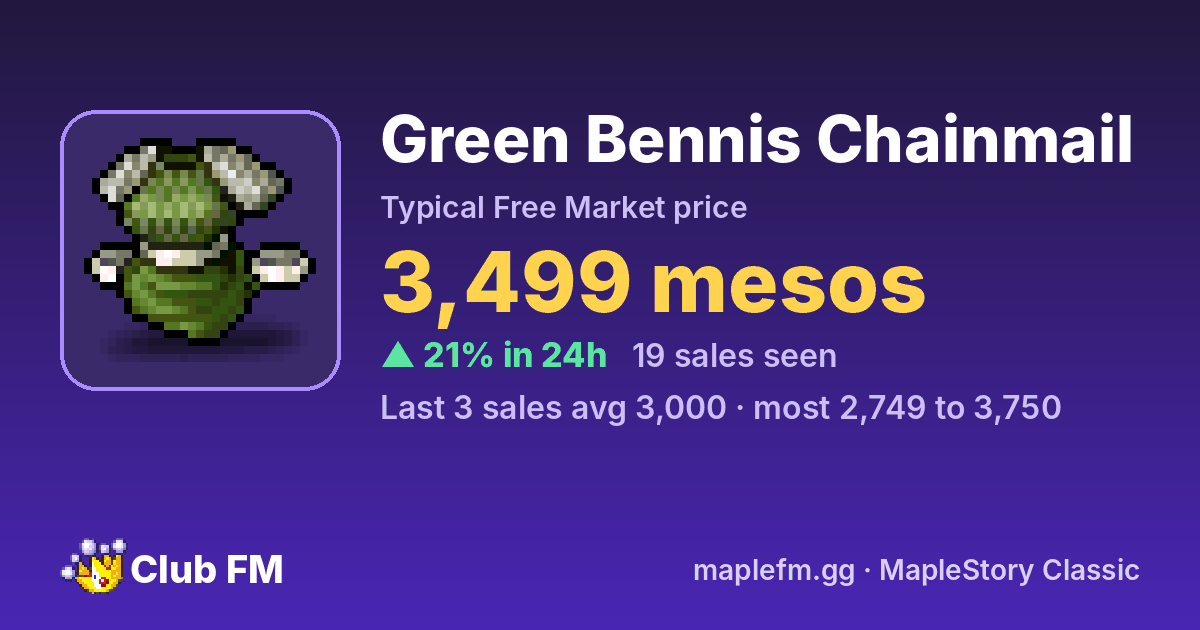 Green Bennis Chainmail
Typical Free Market price
3,499 mesos
▲ 21% in 24h 19 sales seen
Last 3 sales avg 3,000 · most 2,749 to 3,750
Club FM
maplefm.gg · MapleStory Classic